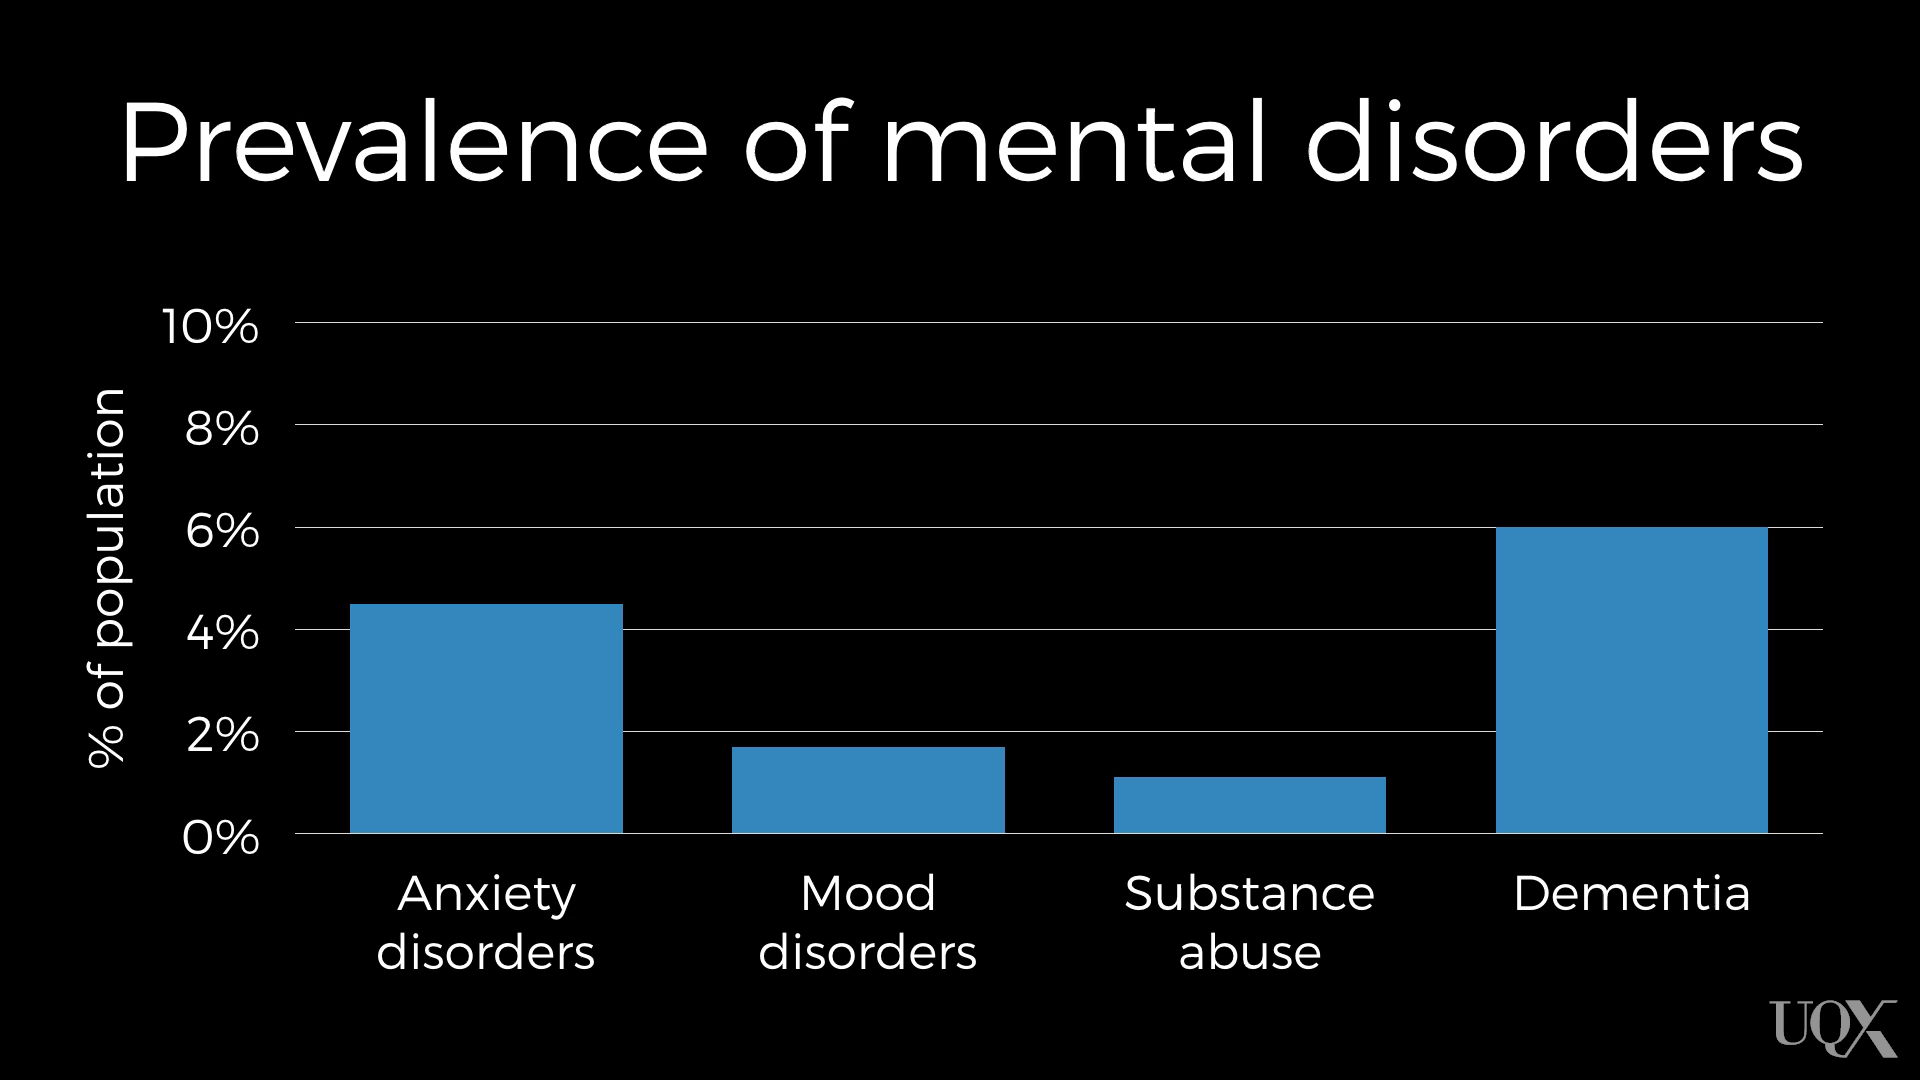 Prevalence of mental disorders
10%
8%
6%
4%
2%
0%
% of population
Anxiety
disorders
Mood
disorders
Substance
abuse
Dementia
UQX